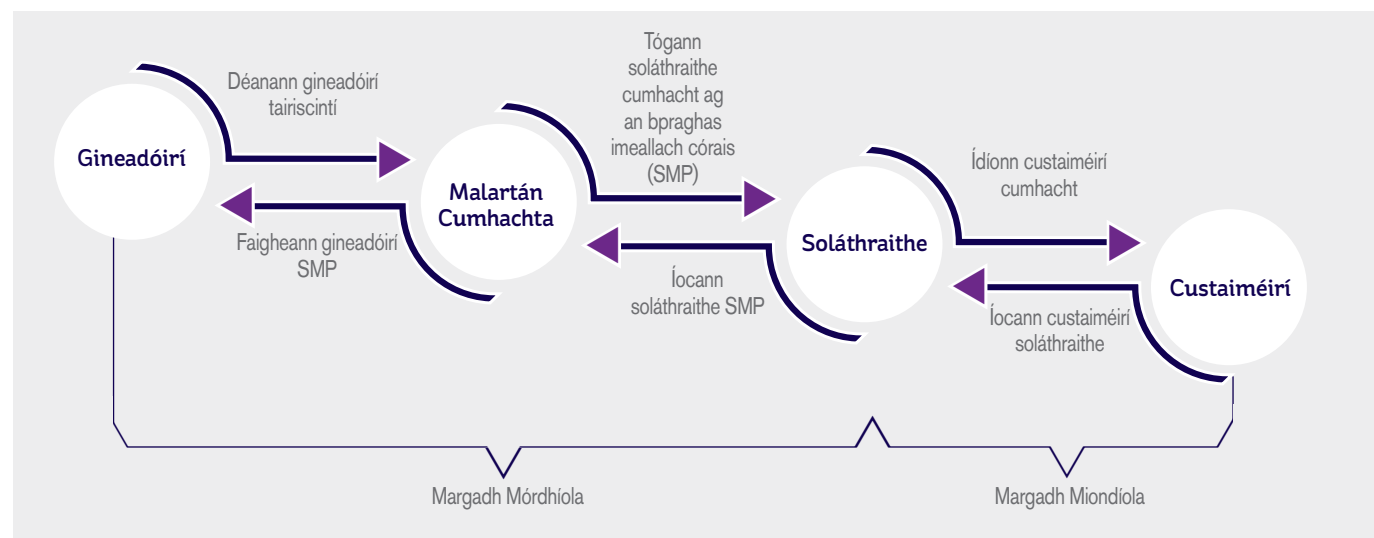 Gineadóirí
Déanann gineadóirí
tairiscintí
Faigheann gineadóirí
SMP
Malartán
Cumhachta
Tógann
soláthraithe
cumhacht ag
an bpraghas
imeallach córais
(SMP)
Íocann
soláthraithe SMP
Soláthraithe
Ídíonn custaiméirí
cumhacht
Íocann custaiméirí
soláthraithe
Custaiméirí
Margadh Mórdhíola
Margadh Miondíola